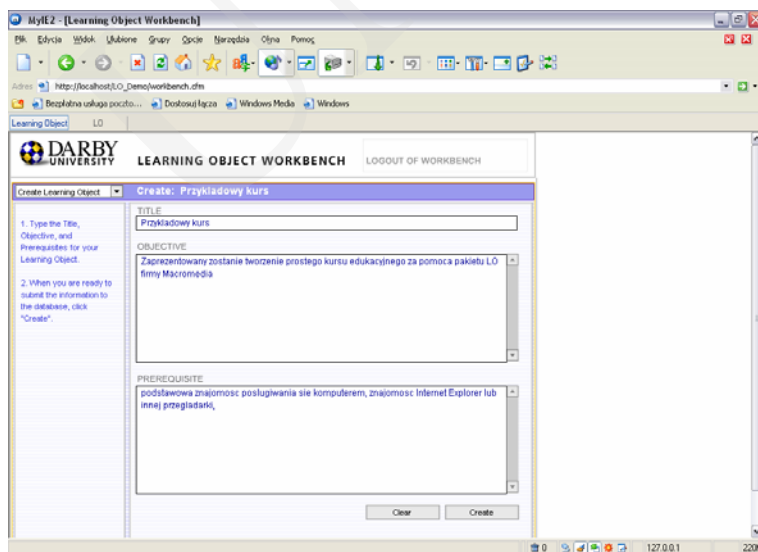 MyIE2 - [Learning Object Workbench]
Plik Edycja Widok Ulubione Grupy Opcje Narzędzia Okna Pomoc
Adres http://localhost/LO_Demo/workbench.cfm
Bezpłatna usługa poczto... Dostosuj łącza Windows Media Windows
Learning Object LO
DARBY
UNIVERSITY
LEARNING OBJECT WORKBENCH LOGOUT OF WORKBENCH
Create Learning Object Create: Przykladowy kurs
1. Type the Title,
Objective, and
Prerequisites for your
Learning Object.
2. When you are ready to
submit the information to
the database, click
"Create".
TITLE
Przykladowy kurs
OBJECTIVE
Zaprezentowany zostanie tworzenie prostego kursu edukacyjnego za pomoca pakietu LO
firmy Macromedia
PREREQUISITE
podstawowa znajomosc poslugiwania sie komputerem, znajomosc Internet Explorer lub
innej przegladarki,
Clear Create
0 127.0.0.1